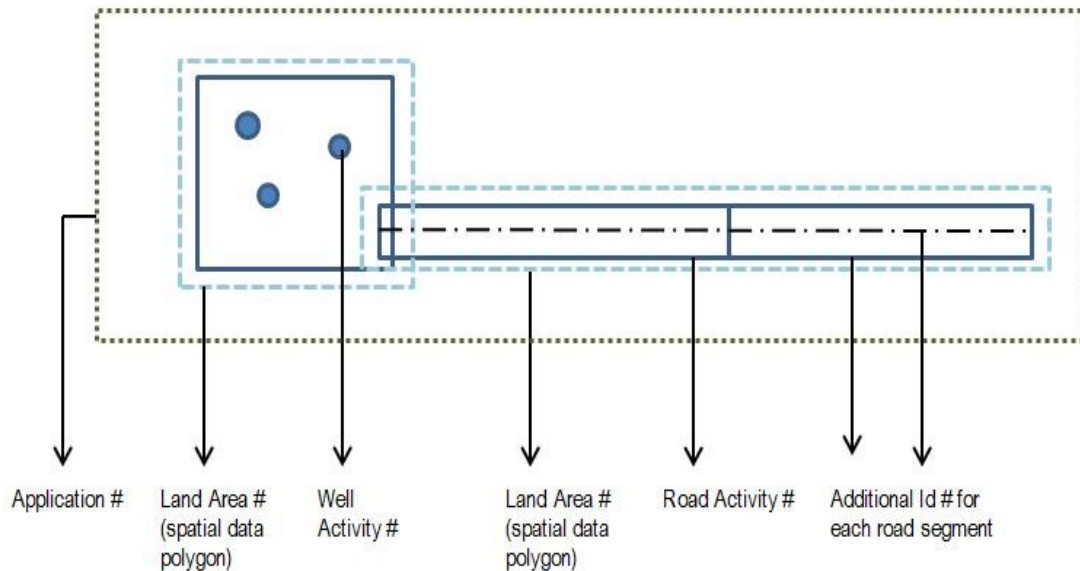 Application #
Land Area #
(spatial data
polygon)
Well
Activity #
Land Area #
(spatial data
polygon)
Road Activity #
Additional Id # for
each road segment